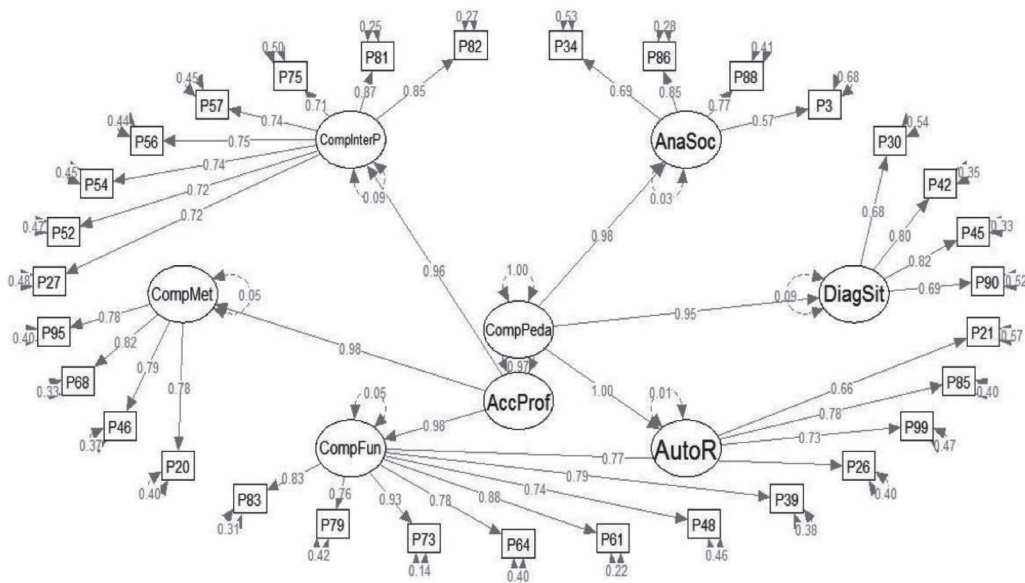 0.53
0.28
0.27
0.25
P34
P82
P86
0.41
P81
0.50
P88
P75
0.68
0.45
0.69
0.85
0.77
P3
P57
0.71
0.87
0.85
0.57
0.44
0.74
CompInterP
AnaSoc
0.54
P56
0.75
P30
0.45
0.74
0.35
P54
0.72
0.09
0.03
P42
0.68
0.47
P52
0.72
0.80
0.33
P45
0.98
0.82
0.48
P27
0.96
1.00
CompMet
0.05
0.09
DiagSit
0.69
P90
0.52
0.78
0.95
0.40
P95
CompPeda
P21
0.57
0.82
0.79
0.98
0.97
0.33
P68
0.78
1.00
0.66
P85
0.40
AccProf
0.05
0.01
0.78
0.37
P46
0.98
0.73
P99
0.47
CompFun
AutoR
P20
0.77
P26
0.40
0.83
0.79
0.40
P83
0.76
0.93
0.78
0.88
0.74
P39
0.31
P79
0.38
P73
P64
P61
P48
0.42
0.46
0.14
0.40
0.22